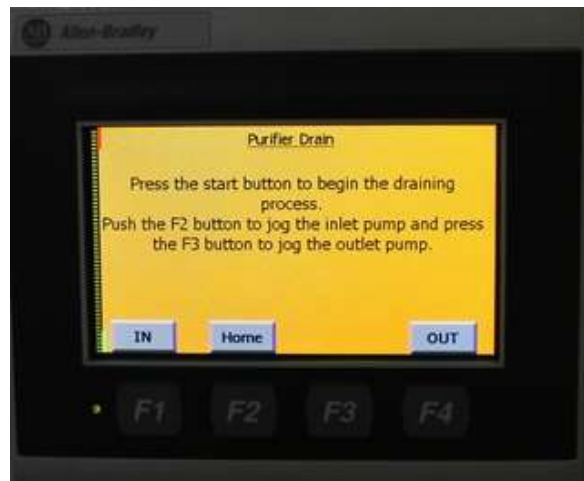 Allen-Bradley
Purifier Drain
Press the start button to begin the draining
process.
Push the F2 button to jog the inlet pump and press
the F3 button to jog the outlet pump.
IN Home OUT
F1 F2 F3 F4